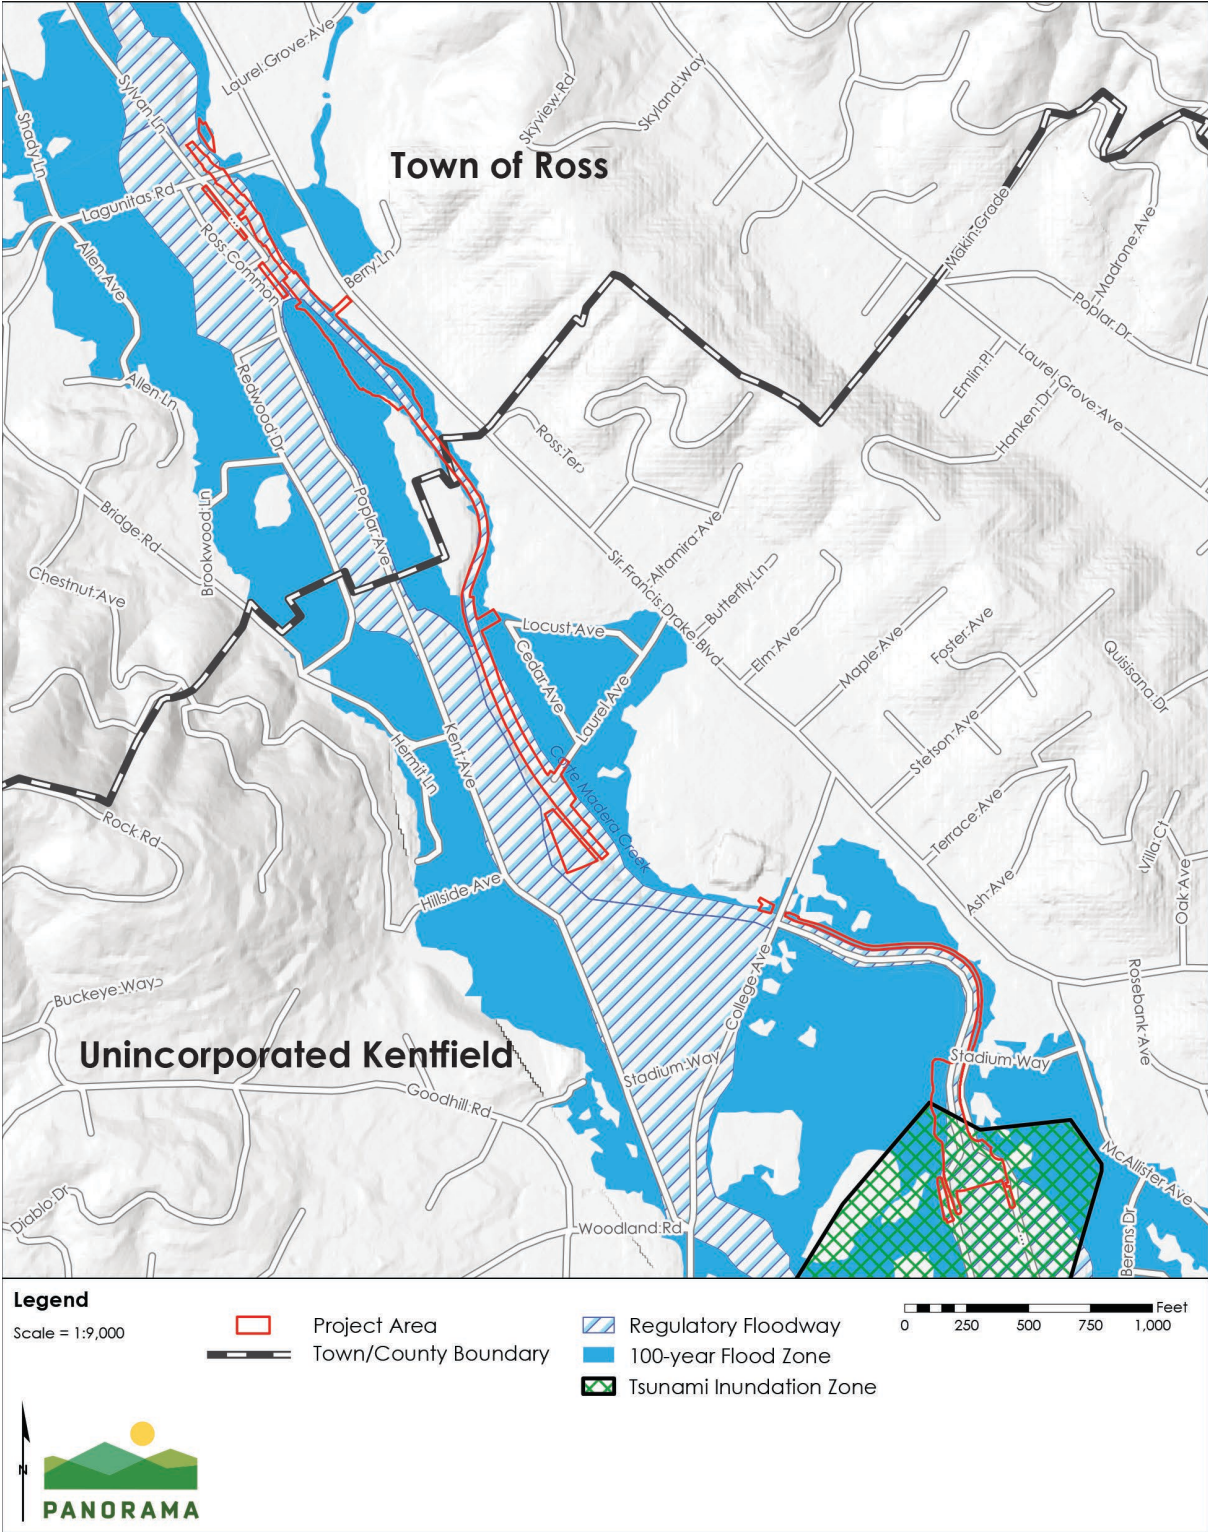 Laurel Grove Ave
Sylvan Ln
Shady Ln
Skyview Rd
Skyland Way
Town of Ross
Lagunitas Rd
Ross Common
Allen Ave
Berry Ln
Makin Grade
Madrone Ave
Poplar Dr
Allen Ln
Redwood Dr
Emlin Pl
Laurel Grove Ave
Hanken Dr
Ross Ter
Bridge Rd
Brookwood Ln
Poplar Ave
Altamira Ave
Sir Francis Drake Blvd
Chestnut Ave
Butterfly Ln
Locust Ave
Elm Ave
Maple Ave
Foster Ave
Quisisana Dr
Cedar Ave
Laurel Ave
Kent Ave
Hermit Ln
Stetson Ave
Corte Madera Creek
Rock Rd
Terrace Ave
Villa Ct
Oak Ave
Hillside Ave
Ash Ave
Buckeye Way
College Ave
Rosebank Ave
Unincorporated Kentfield
Stadium Way
Stadium Way
Goodhill Rd
McAllister Ave
Diablo Dr
Woodland Rd
Berens Dr
Legend
Scale = 1:9,000
Project Area
Town/County Boundary
Regulatory Floodway
100-year Flood Zone
Tsunami Inundation Zone
Feet
0 250 500 750 1,000
N
PANORAMA